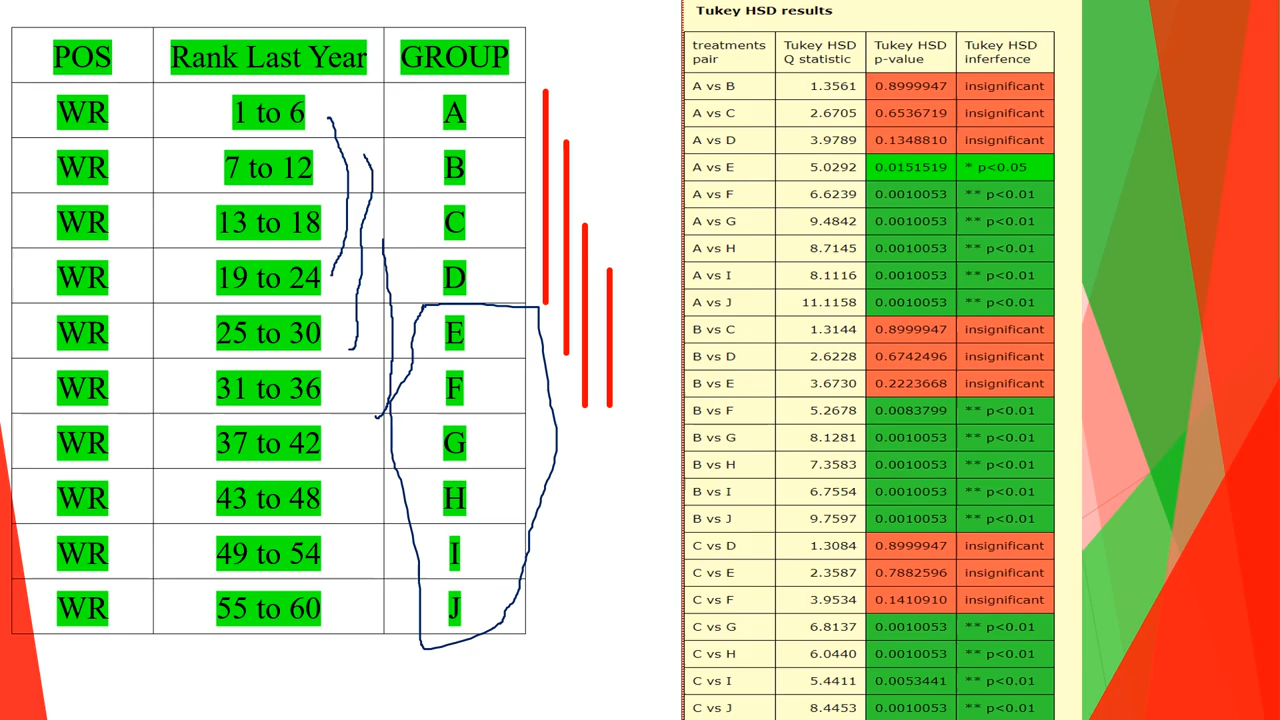 POS Rank Last Year GROUP
WR 1 to 6 A
WR 7 to 12 B
WR 13 to 18 C
WR 19 to 24 D
WR 25 to 30 E
WR 31 to 36 F
WR 37 to 42 G
WR 43 to 48 H
WR 49 to 54 I
WR 55 to 60 J
Tukey HSD results
treatments pair Tukey HSD Q statistic Tukey HSD p-value Tukey HSD inferfence
A vs B 1.3561 0.8999947 insignificant
A vs C 2.6705 0.6536719 insignificant
A vs D 3.9789 0.1348810 insignificant
A vs E 5.0292 0.0151519 * p<0.05
A vs F 6.6239 0.0010053 ** p<0.01
A vs G 9.4842 0.0010053 ** p<0.01
A vs H 8.7145 0.0010053 ** p<0.01
A vs I 8.1116 0.0010053 ** p<0.01
A vs J 11.1158 0.0010053 ** p<0.01
B vs C 1.3144 0.8999947 insignificant
B vs D 2.6228 0.6742496 insignificant
B vs E 3.6730 0.2223668 insignificant
B vs F 5.2678 0.0083799 ** p<0.01
B vs G 8.1281 0.0010053 ** p<0.01
B vs H 7.3583 0.0010053 ** p<0.01
B vs I 6.7554 0.0010053 ** p<0.01
B vs J 9.7597 0.0010053 ** p<0.01
C vs D 1.3084 0.8999947 insignificant
C vs E 2.3587 0.7882596 insignificant
C vs F 3.9534 0.1410910 insignificant
C vs G 6.8137 0.0010053 ** p<0.01
C vs H 6.0440 0.0010053 ** p<0.01
C vs I 5.4411 0.0053441 ** p<0.01
C vs J 8.4453 0.0010053 ** p<0.01